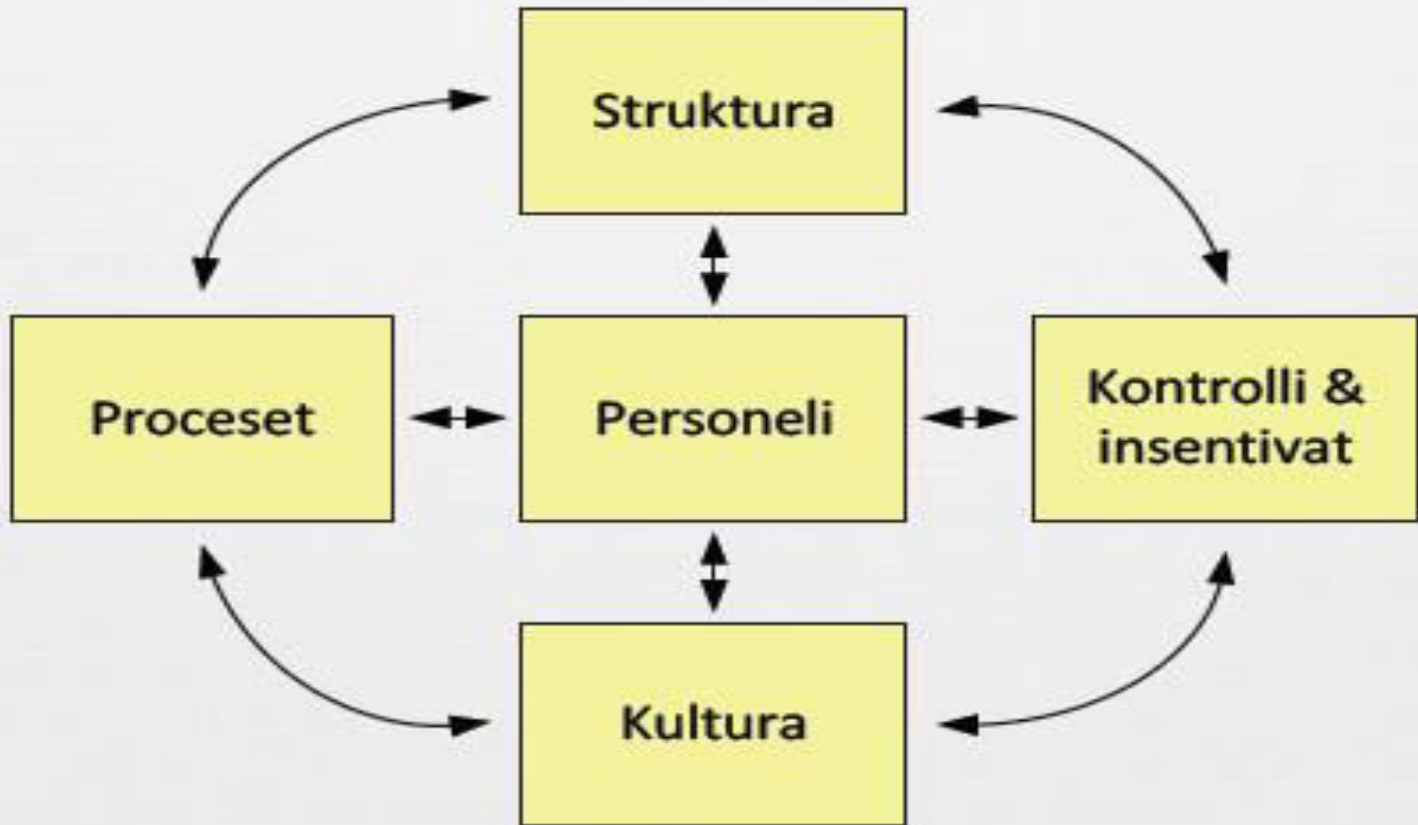 Struktura
Proceset
Personeli
Kontrolli &
insentivat
Kultura